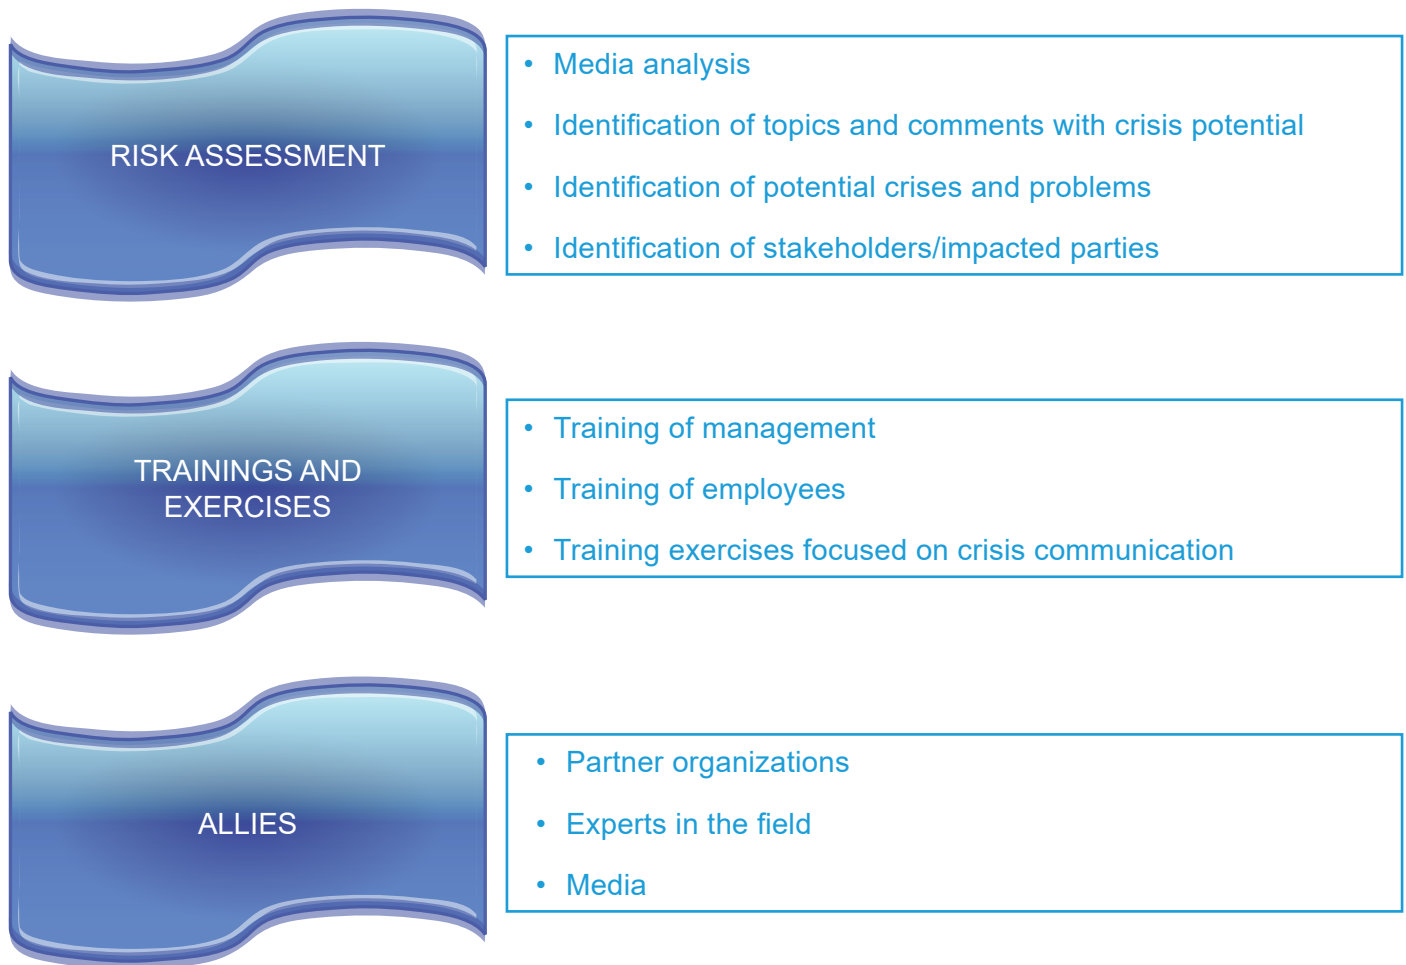 RISK ASSESSMENT
• Media analysis
• Identification of topics and comments with crisis potential
• Identification of potential crises and problems
• Identification of stakeholders/impacted parties
TRAININGS AND
EXERCISES
• Training of management
• Training of employees
• Training exercises focused on crisis communication
ALLIES
• Partner organizations
• Experts in the field
• Media